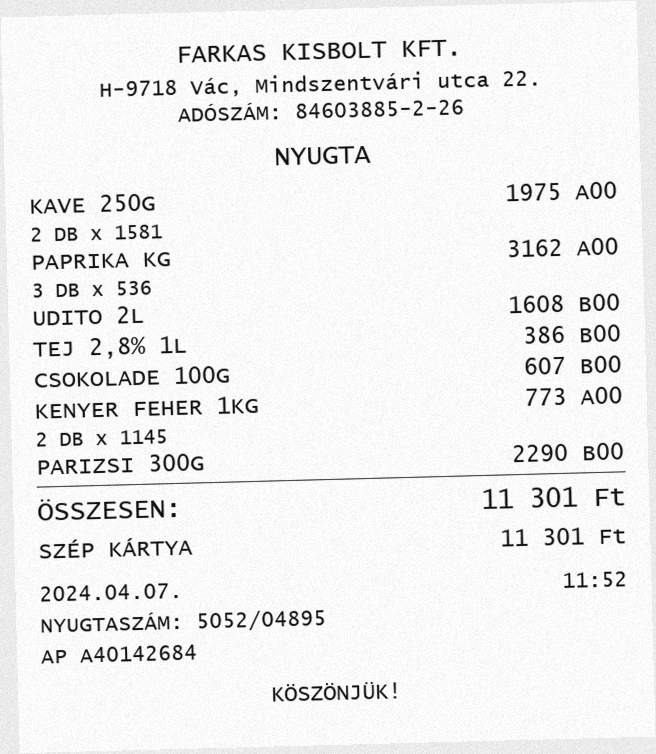 FARKAS KISBOLT KFT.
H-9718 Vác, Mindszentvári utca 22.
ADÓSZÁM: 84603885-2-26
NYUGTA
KAVE 250G 1975 A00
2 DB x 1581
PAPRIKA KG 3162 A00
3 DB x 536
UDITO 2L 1608 B00
TEJ 2,8% 1L 386 B00
CSOKOLADE 100G 607 B00
KENYER FEHER 1KG 773 A00
2 DB x 1145
PARIZSI 300G 2290 B00
ÖSSZESEN: 11 301 Ft
SZÉP KÁRTYA 11 301 Ft
2024.04.07. 11:52
NYUGTASZÁM: 5052/04895
AP A40142684
KÖSZÖNJÜK!